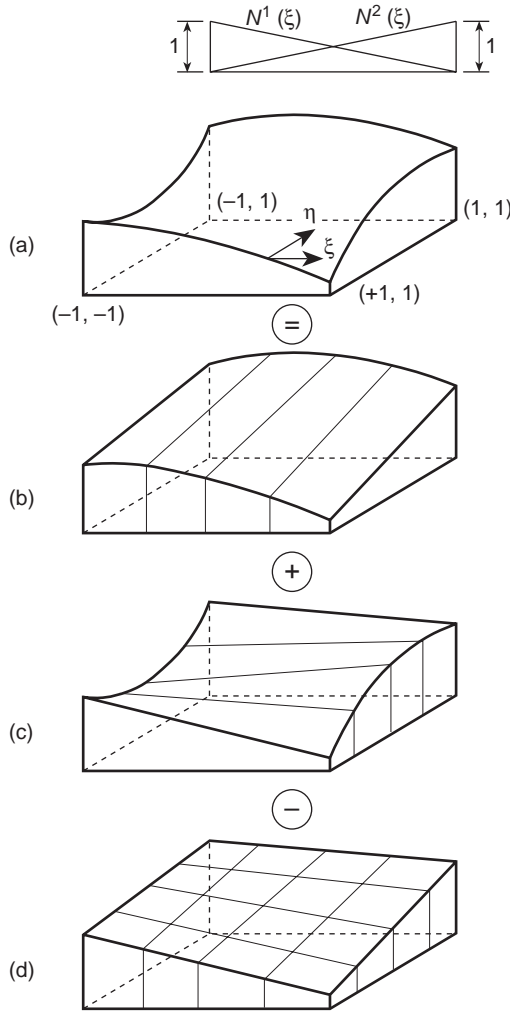 N¹ (ξ) N² (ξ)
1 1
(–1, 1) (1, 1)
η
(a)
ξ
(–1, –1) (+1, 1)
=
(b)
+
(c)
–
(d)